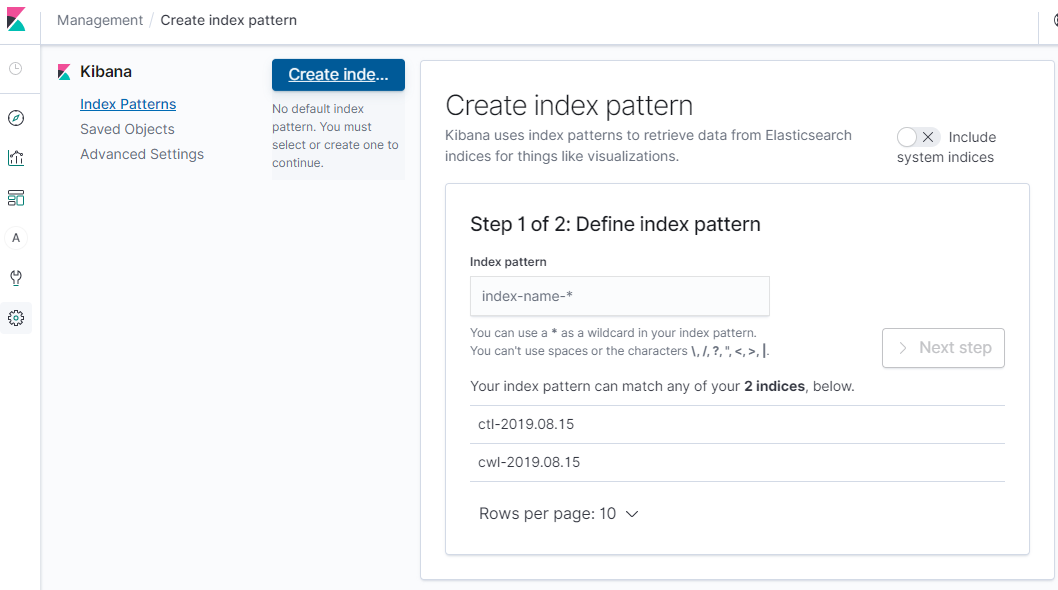 Management / Create index pattern
Kibana
Index Patterns
Saved Objects
Advanced Settings
A
Create inde...
No default index
pattern. You must
select or create one to
continue.
Create index pattern
Kibana uses index patterns to retrieve data from Elasticsearch
indices for things like visualizations.
Include
system indices
Step 1 of 2: Define index pattern
Index pattern
index-name-*
You can use a * as a wildcard in your index pattern.
You can't use spaces or the characters \, /, ?, ", <, >, |.
Next step
Your index pattern can match any of your 2 indices, below.
ctl-2019.08.15
cwl-2019.08.15
Rows per page: 10